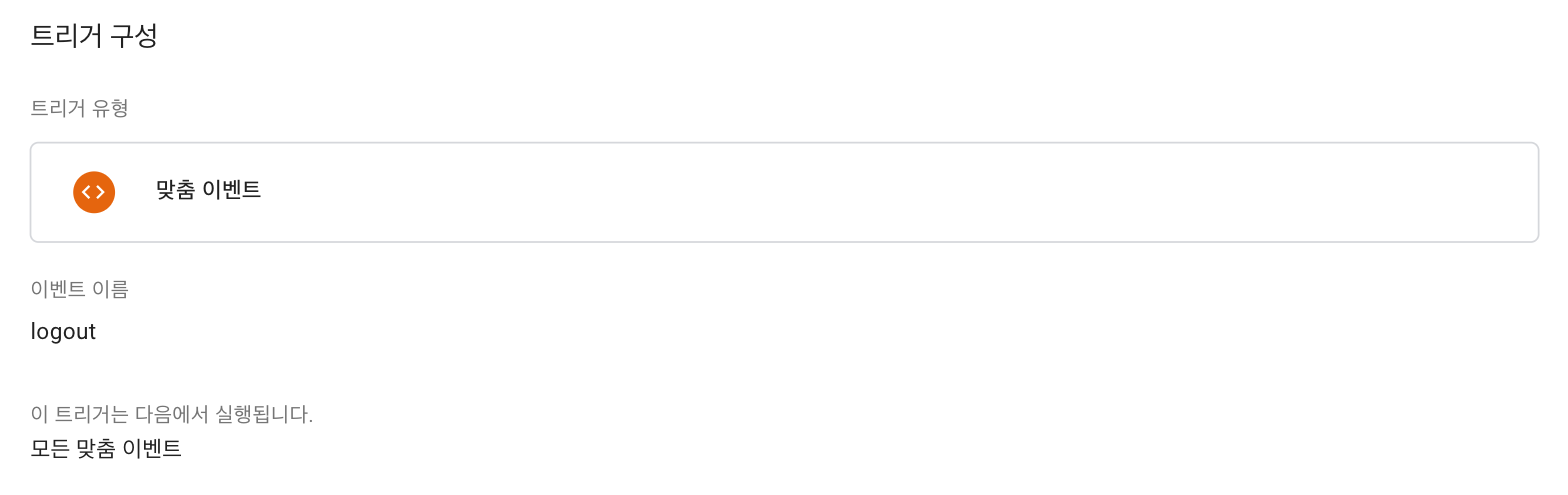 트리거 구성
트리거 유형
맞춤 이벤트
이벤트 이름
logout
이 트리거는 다음에서 실행됩니다.
모든 맞춤 이벤트